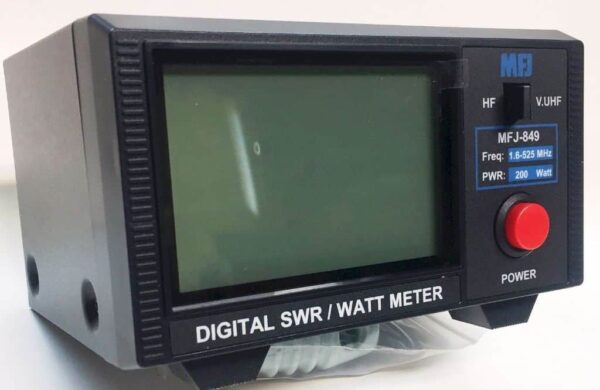 MFJ
HF V.UHF
MFJ-849
Freq: 1.6-525 MHz
PWR: 200 Watt
POWER
DIGITAL SWR / WATT METER